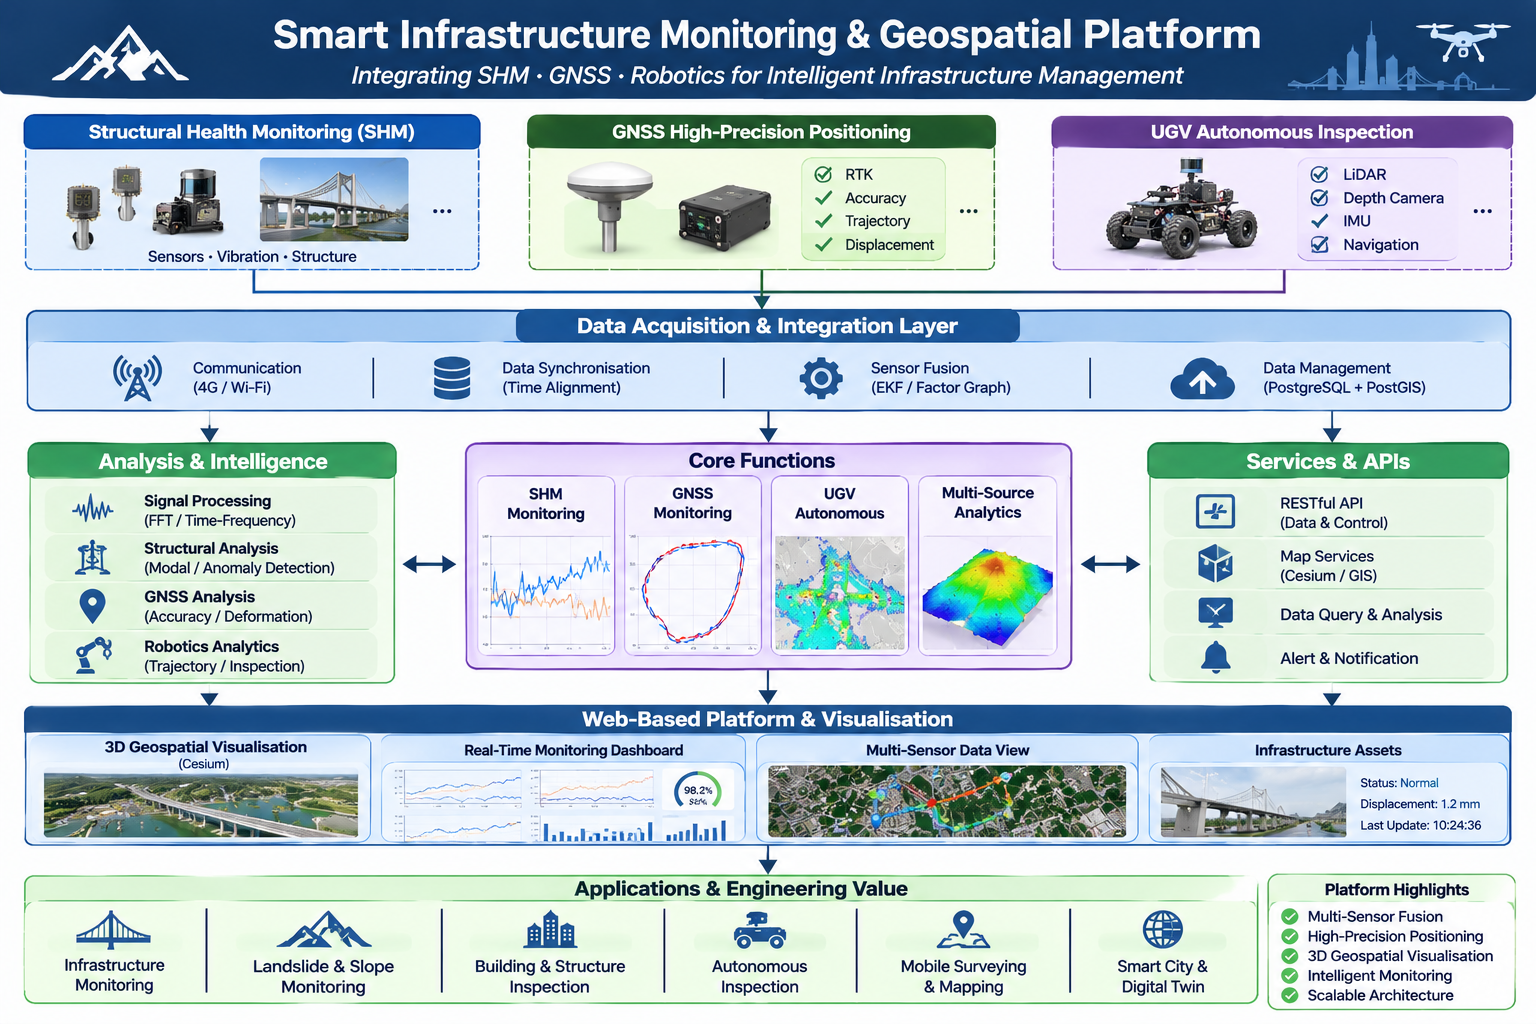 Smart Infrastructure Monitoring & Geospatial Platform
Integrating SHM · GNSS · Robotics for Intelligent Infrastructure Management
Structural Health Monitoring (SHM)
...
Sensors · Vibration · Structure
GNSS High-Precision Positioning
RTK
Accuracy
Trajectory
Displacement
...
UGV Autonomous Inspection
LiDAR
Depth Camera
IMU
Navigation
...
Data Acquisition & Integration Layer
Communication
(4G / Wi-Fi)
Data Synchronisation
(Time Alignment)
Sensor Fusion
(EKF / Factor Graph)
Data Management
(PostgreSQL + PostGIS)
Analysis & Intelligence
Signal Processing
(FFT / Time-Frequency)
Structural Analysis
(Modal / Anomaly Detection)
GNSS Analysis
(Accuracy / Deformation)
Robotics Analytics
(Trajectory / Inspection)
Core Functions
SHM
Monitoring
GNSS
Monitoring
UGV
Autonomous
Multi-Source
Analytics
Services & APIs
RESTful API
(Data & Control)
Map Services
(Cesium / GIS)
Data Query & Analysis
Alert & Notification
Web-Based Platform & Visualisation
3D Geospatial Visualisation
(Cesium)
Real-Time Monitoring Dashboard
98.2%
Multi-Sensor Data View
Infrastructure Assets
Status: Normal
Displacement: 1.2 mm
Last Update: 10:24:36
Applications & Engineering Value
Infrastructure
Monitoring
Landslide & Slope
Monitoring
Building & Structure
Inspection
Autonomous
Inspection
Mobile Surveying
& Mapping
Smart City &
Digital Twin
Platform Highlights
Multi-Sensor Fusion
High-Precision Positioning
3D Geospatial Visualisation
Intelligent Monitoring
Scalable Architecture